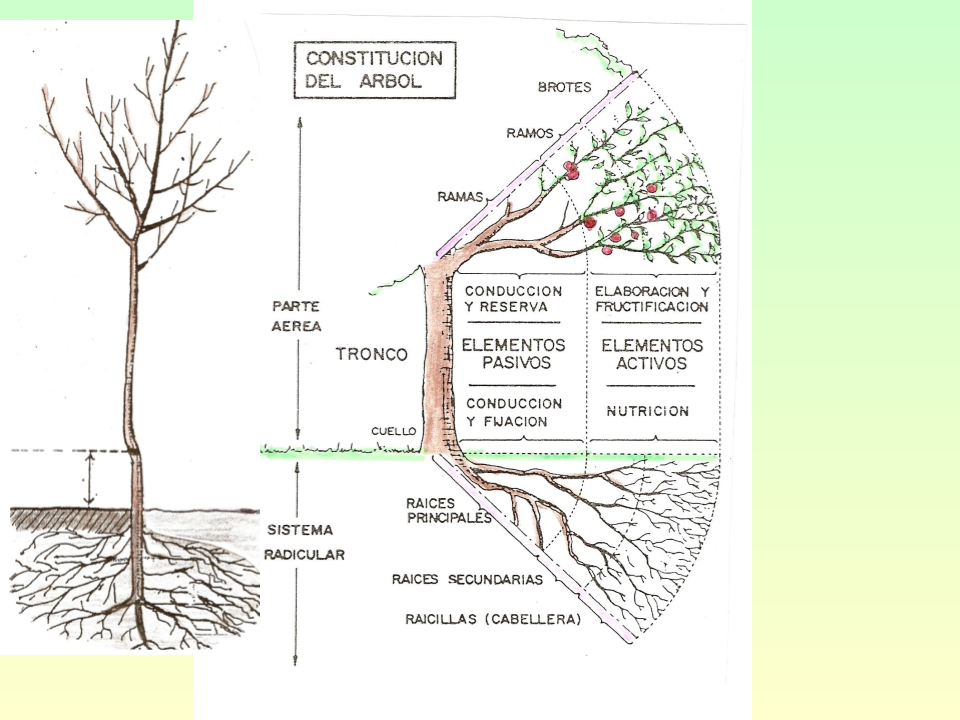 CONSTITUCION
DEL ARBOL
BROTES
RAMOS
RAMAS
PARTE
AEREA
TRONCO
CUELLO
CONDUCCION
Y RESERVA
ELEMENTOS
PASIVOS
CONDUCCION
Y FIJACION
ELABORACION Y
FRUCTIFICACION
ELEMENTOS
ACTIVOS
NUTRICION
SISTEMA
RADICULAR
RAICES
PRINCIPALES
RAICES SECUNDARIAS
RAICILLAS (CABELLERA)